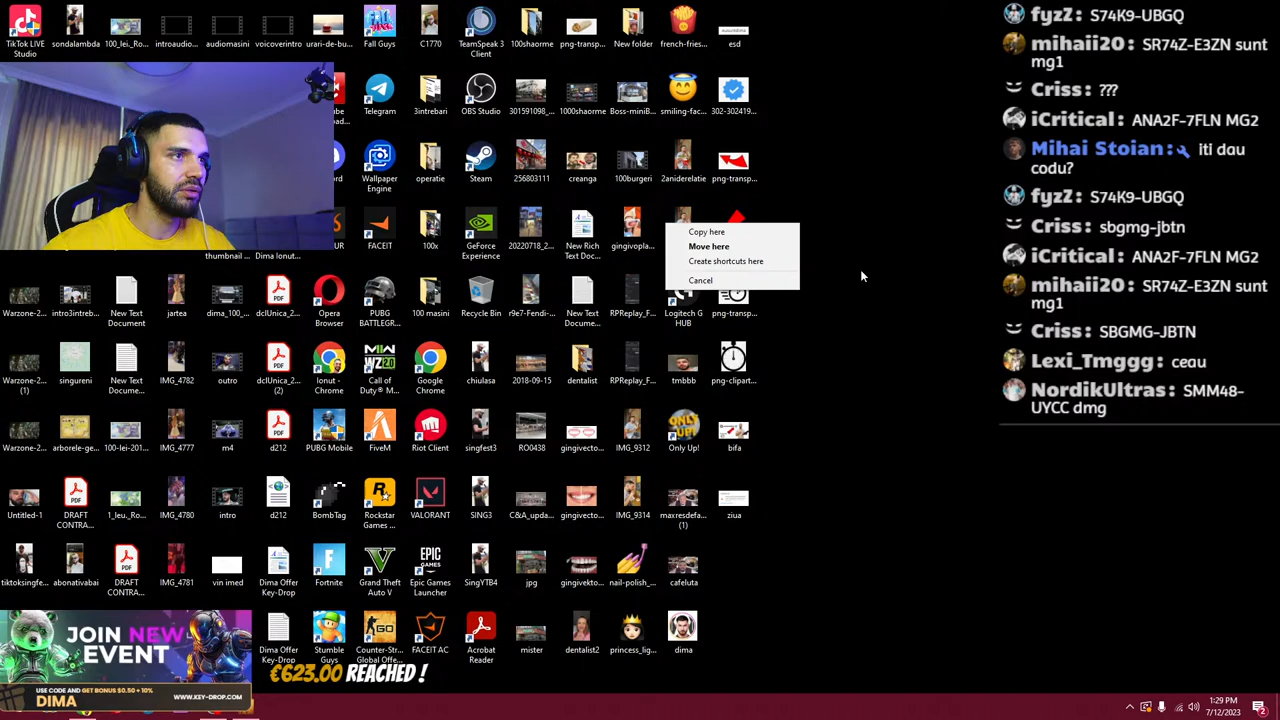 TikTok LIVE
Studio
sondalambda
100_lei._Ro...
introaudio...
audiomasini
voicoverintro
urari-de-bu...
Fall Guys
C1770
TeamSpeak 3
Client
100shaorme
png-transp...
New folder
french-fries...
esd
Telegram
3intrebari
OBS Studio
301591098_...
1000shaorme
Boss-miniB...
smiling-fac...
302-302419...
Wallpaper
Engine
operatie
Steam
256803111
creanga
100burgeri
2aniderelatie
png-transp...
thumbnail
Dima Ionut...
FACEIT
100x
GeForce
Experience
20220718_2...
New Rich
Text Doc...
gingivopla...
Copy here
Move here
Create shortcuts here
Cancel
Warzone-2...
intro3intreb...
New Text
Document
jartea
dima_100_...
dclUnica_2...
Opera
Browser
PUBG
BATTLEGR...
100 masini
Recycle Bin
r9e7-Fendi-...
New Text
Docume...
RPReplay_F...
Logitech G
HUB
png-transp...
Warzone-2...
(1)
singureni
New Text
Docume...
IMG_4782
outro
dclUnica_2...
(2)
Ionut -
Chrome
Call of
Duty® M...
Google
Chrome
chiulasa
2018-09-15
dentalist
RPReplay_F...
tmbbb
png-clipart...
Warzone-2...
arborele-ge...
100-lei-201...
IMG_4777
m4
d212
PUBG Mobile
FiveM
Riot Client
singfest3
RO0438
gingivecto...
IMG_9312
Only Up!
bifa
Untitled-1
DRAFT
CONTRA...
1_leu._Ro...
IMG_4780
intro
d212
BombTag
Rockstar
Games ...
VALORANT
SING3
C&A_upda...
gingivecto...
IMG_9314
maxresdefa...
(1)
ziua
tiktoksingfe...
abonativabai
DRAFT
CONTRA...
IMG_4781
vin imed
Dima Offer
Key-Drop
Fortnite
Grand Theft
Auto V
Epic Games
Launcher
SingYTB4
jpg
gingivekto...
nail-polish_...
cafeluta
Dima Offer
Key-Drop
Stumble
Guys
Counter-Str...
Global Offe...
FACEIT AC
Acrobat
Reader
mister
dentalist2
princess_lig...
dima
JOIN NEW
EVENT
USE CODE AND GET BONUS $0.50 + 10%
DIMA
WWW.KEY-DROP.COM
€623.00 REACHED !
fyzZ: S74K9-UBGQ
mihaii20: SR74Z-E3ZN sunt
mg1
Criss: ???
iCritical: ANA2F-7FLN MG2
Mihai Stoian: iti dau
codu?
fyzZ: S74K9-UBGQ
Criss: sbgmg-jbtn
iCritical: ANA2F-7FLN MG2
mihaii20: SR74Z-E3ZN sunt
mg1
Criss: SBGMG-JBTN
Lexi_Tmggg: ceau
NordikUltras: SMM48-
UYCC dmg
1:29 PM
7/12/2023